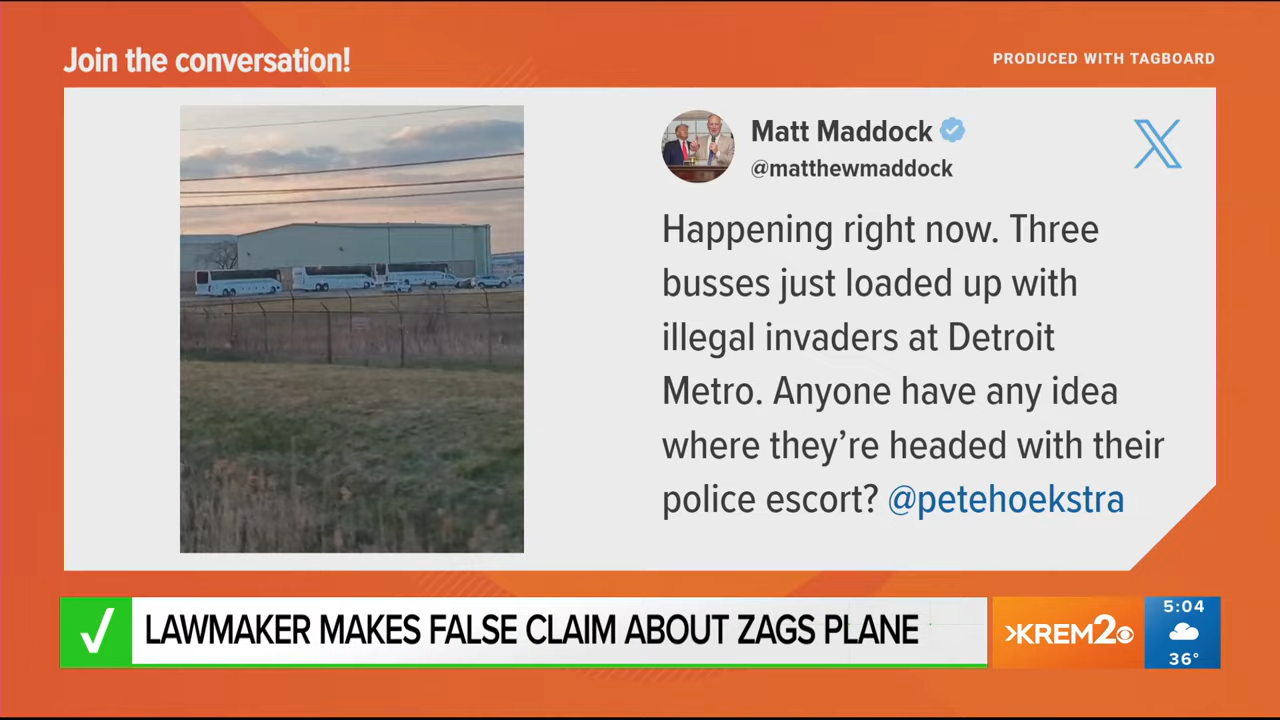 Join the conversation!
PRODUCED WITH TAGBOARD
Matt Maddock
@matthewmaddock
Happening right now. Three
busses just loaded up with
illegal invaders at Detroit
Metro. Anyone have any idea
where they're headed with their
police escort? @petehoekstra
LAWMAKER MAKES FALSE CLAIM ABOUT ZAGS PLANE
KREM2
5:04
36°